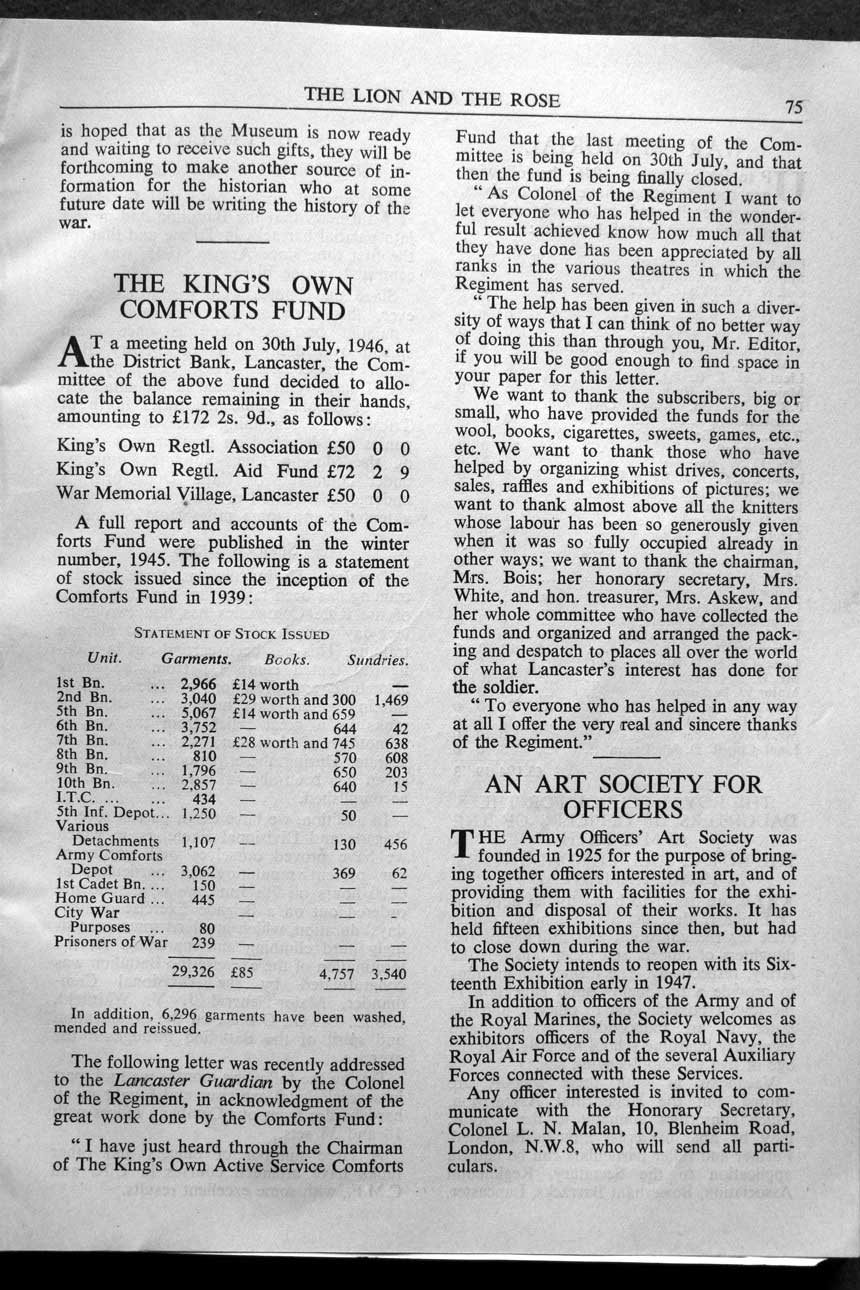 THE LION AND THE ROSE
75
is hoped that as the Museum is now ready
and waiting to receive such gifts, they will be
forthcoming to make another source of in-
formation for the historian who at some
future date will be writing the history of the
war.
THE KING'S OWN
COMFORTS FUND
AT a meeting held on 30th July, 1946, at
the District Bank, Lancaster, the Com-
mittee of the above fund decided to allo-
cate the balance remaining in their hands,
amounting to £172 2s. 9d., as follows:
King's Own Regtl. Association £50 0 0
King's Own Regtl. Aid Fund £72 2 9
War Memorial Village, Lancaster £50 0 0
A full report and accounts of the Com-
forts Fund were published in the winter
number, 1945. The following is a statement
of stock issued since the inception of the
Comforts Fund in 1939:
STATEMENT OF STOCK ISSUED
Unit. Garments. Books. Sundries.
1st Bn. ... 2,966 £14 worth —
2nd Bn. ... 3,040 £29 worth and 300 1,469
5th Bn. ... 5,067 £14 worth and 659 —
6th Bn. ... 3,752 — 644 42
7th Bn. ... 2,271 £28 worth and 745 638
8th Bn. ... 810 — 570 608
9th Bn. ... 1,796 — 650 203
10th Bn. ... 2,857 — 640 15
I.T.C. ... ... 434 — — —
5th Inf. Depot... 1,250 — 50 —
Various
Detachments 1,107 — 130 456
Army Comforts
Depot ... 3,062 — 369 62
1st Cadet Bn. ... 150 — — —
Home Guard ... 445 — — —
City War — — —
Purposes ... 80
Prisoners of War 239 — — —
29,326 £85 4,757 3,540
In addition, 6,296 garments have been washed,
mended and reissued.
The following letter was recently addressed
to the Lancaster Guardian by the Colonel
of the Regiment, in acknowledgment of the
great work done by the Comforts Fund:
" I have just heard through the Chairman
of The King's Own Active Service Comforts
Fund that the last meeting of the Com-
mittee is being held on 30th July, and that
then the fund is being finally closed.
" As Colonel of the Regiment I want to
let everyone who has helped in the wonder-
ful result achieved know how much all that
they have done has been appreciated by all
ranks in the various theatres in which the
Regiment has served.
" The help has been given in such a diver-
sity of ways that I can think of no better way
of doing this than through you, Mr. Editor,
if you will be good enough to find space in
your paper for this letter.
We want to thank the subscribers, big or
small, who have provided the funds for the
wool, books, cigarettes, sweets, games, etc.,
etc. We want to thank those who have
helped by organizing whist drives, concerts,
sales, raffles and exhibitions of pictures; we
want to thank almost above all the knitters
whose labour has been so generously given
when it was so fully occupied already in
other ways; we want to thank the chairman,
Mrs. Bois; her honorary secretary, Mrs.
White, and hon. treasurer, Mrs. Askew, and
her whole committee who have collected the
funds and organized and arranged the pack-
ing and despatch to places all over the world
of what Lancaster's interest has done for
the soldier.
" To everyone who has helped in any way
at all I offer the very real and sincere thanks
of the Regiment."
AN ART SOCIETY FOR
OFFICERS
THE Army Officers' Art Society was
founded in 1925 for the purpose of bring-
ing together officers interested in art, and of
providing them with facilities for the exhi-
bition and disposal of their works. It has
held fifteen exhibitions since then, but had
to close down during the war.
The Society intends to reopen with its Six-
teenth Exhibition early in 1947.
In addition to officers of the Army and of
the Royal Marines, the Society welcomes as
exhibitors officers of the Royal Navy, the
Royal Air Force and of the several Auxiliary
Forces connected with these Services.
Any officer interested is invited to com-
municate with the Honorary Secretary,
Colonel L. N. Malan, 10, Blenheim Road,
London, N.W.8, who will send all parti-
culars.